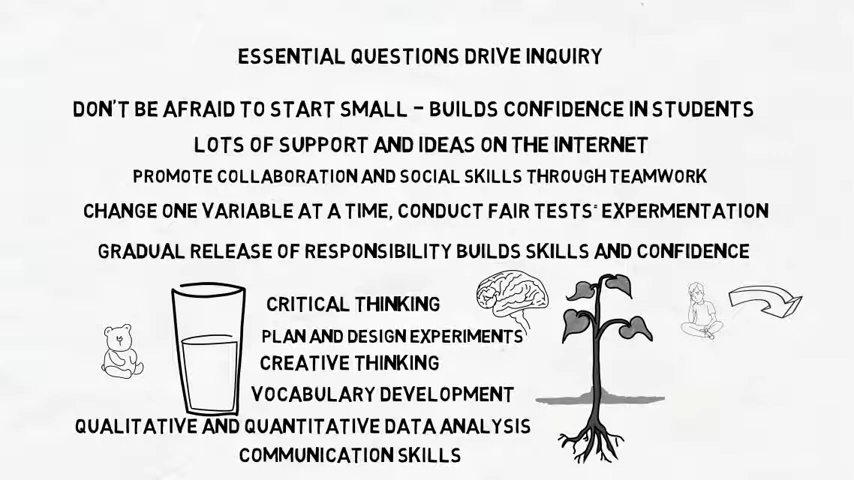 ESSENTIAL QUESTIONS DRIVE INQUIRY
DON'T BE AFRAID TO START SMALL - BUILDS CONFIDENCE IN STUDENTS
LOTS OF SUPPORT AND IDEAS ON THE INTERNET
PROMOTE COLLABORATION AND SOCIAL SKILLS THROUGH TEAMWORK
CHANGE ONE VARIABLE AT A TIME, CONDUCT FAIR TESTS= EXPERMENTATION
GRADUAL RELEASE OF RESPONSIBILITY BUILDS SKILLS AND CONFIDENCE
CRITICAL THINKING
PLAN AND DESIGN EXPERIMENTS
CREATIVE THINKING
VOCABULARY DEVELOPMENT
QUALITATIVE AND QUANTITATIVE DATA ANALYSIS
COMMUNICATION SKILLS